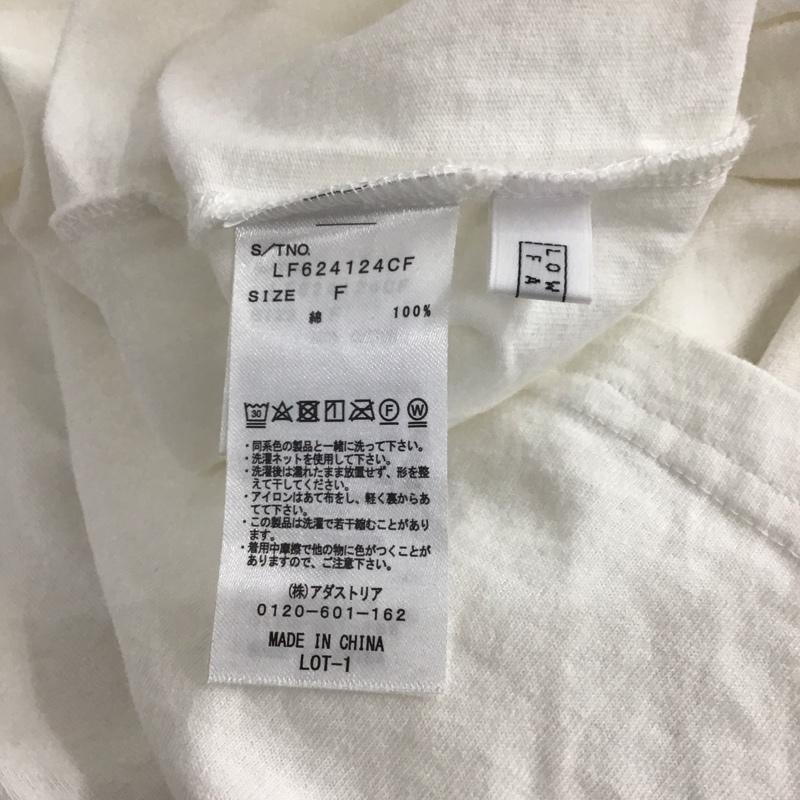 S/TNO.
LF624124CF
SIZE F
綿 100%
30 F W
・同系色の製品と一緒に洗って下さい。
・洗濯ネットを使用して下さい。
・洗濯後は濡れたまま放置せず、形を整
えて干してください。
・アイロンはあて布をし、軽く裏からあ
てて下さい。
・この製品は洗濯で若干縮むことがあり
ます。
・着用中摩擦で他の物に色がつくことが
ありますので、ご注意下さい。
(株)アダストリア
0120-601-162
MADE IN CHINA
LOT-1
LOW
FA